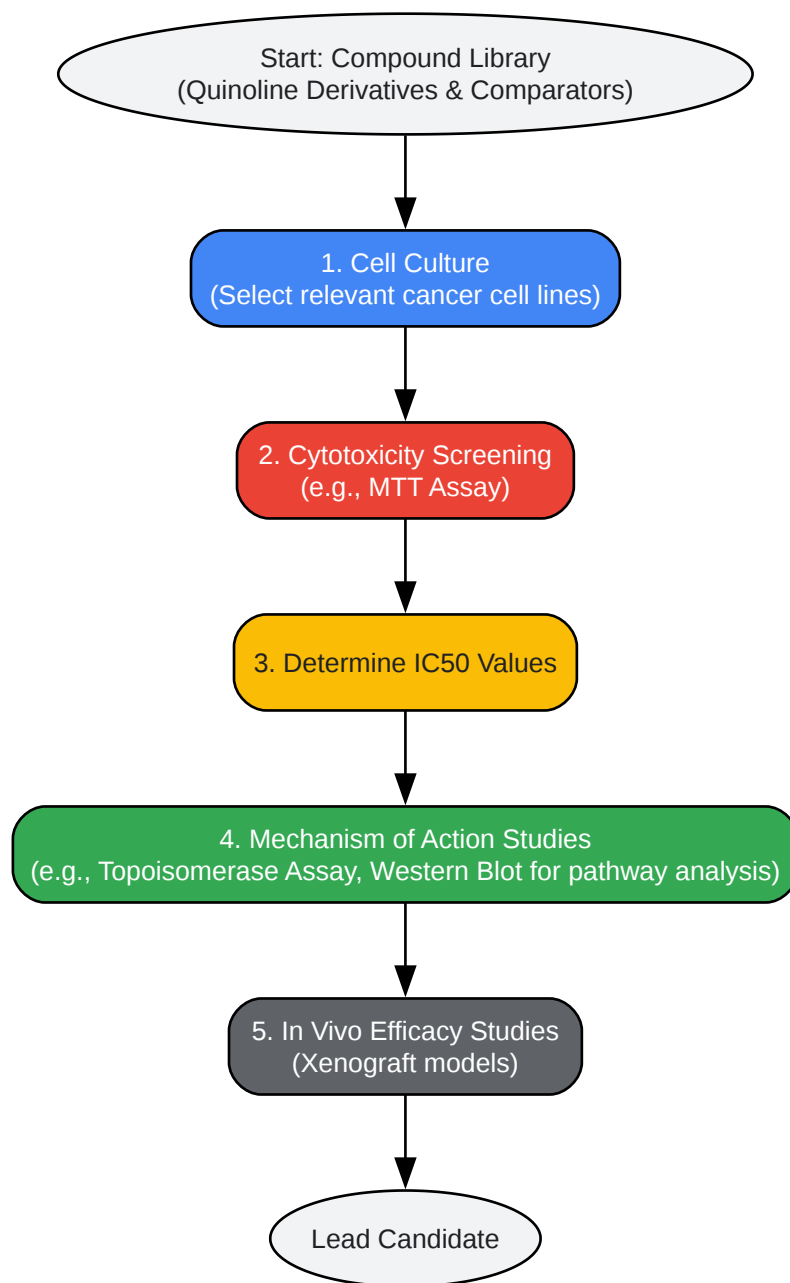 Start: Compound Library
(Quinoline Derivatives & Comparators)
1. Cell Culture
(Select relevant cancer cell lines)
2. Cytotoxicity Screening
(e.g., MTT Assay)
3. Determine IC50 Values
4. Mechanism of Action Studies
(e.g., Topoisomerase Assay, Western Blot for pathway analysis)
5. In Vivo Efficacy Studies
(Xenograft models)
Lead Candidate